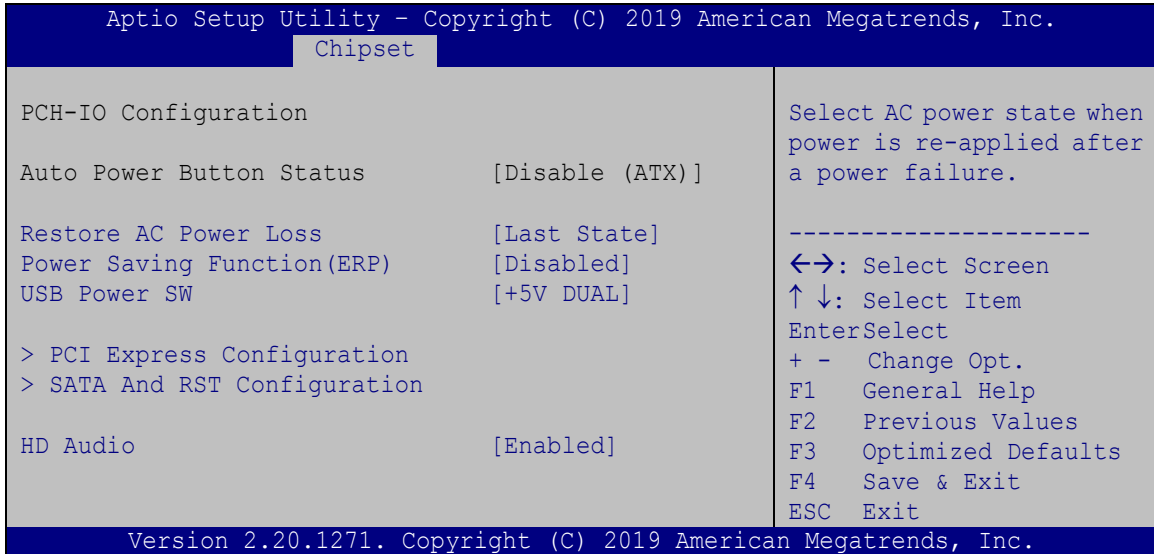 Aptio Setup Utility – Copyright (C) 2019 American Megatrends, Inc.
Chipset
PCH-IO Configuration
Auto Power Button Status [Disable (ATX)]
Restore AC Power Loss [Last State]
Power Saving Function(ERP) [Disabled]
USB Power SW [+5V DUAL]
> PCI Express Configuration
> SATA And RST Configuration
HD Audio [Enabled]
Select AC power state when
power is re-applied after
a power failure.
---------------------
←→: Select Screen
↑ ↓: Select Item
EnterSelect
+ - Change Opt.
F1 General Help
F2 Previous Values
F3 Optimized Defaults
F4 Save & Exit
ESC Exit
Version 2.20.1271. Copyright (C) 2019 American Megatrends, Inc.